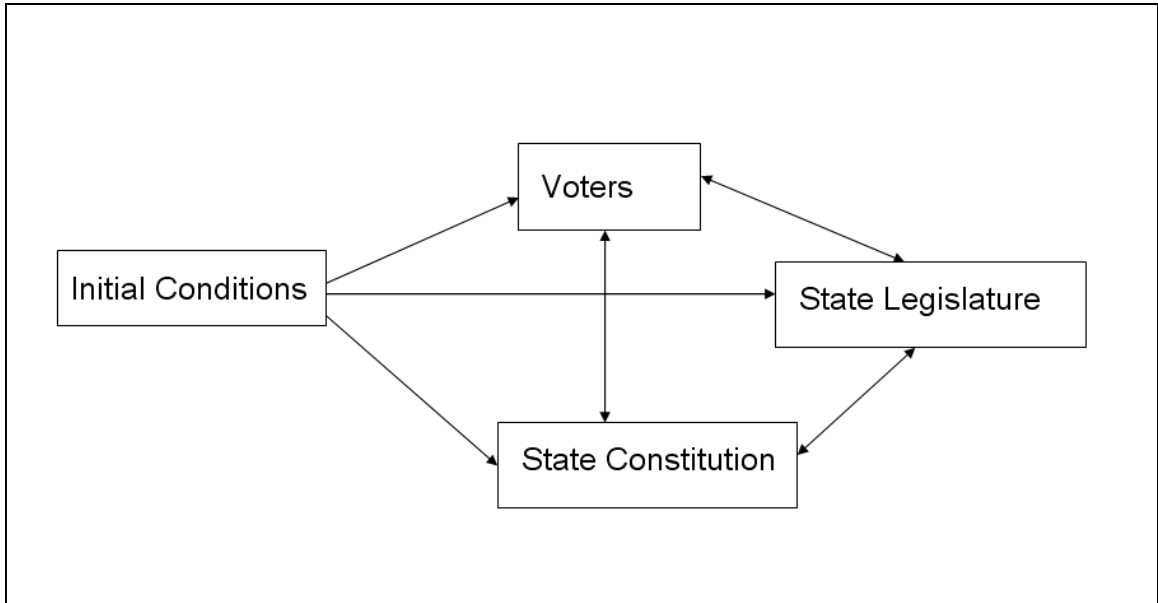 Voters
Initial Conditions
State Legislature
State Constitution